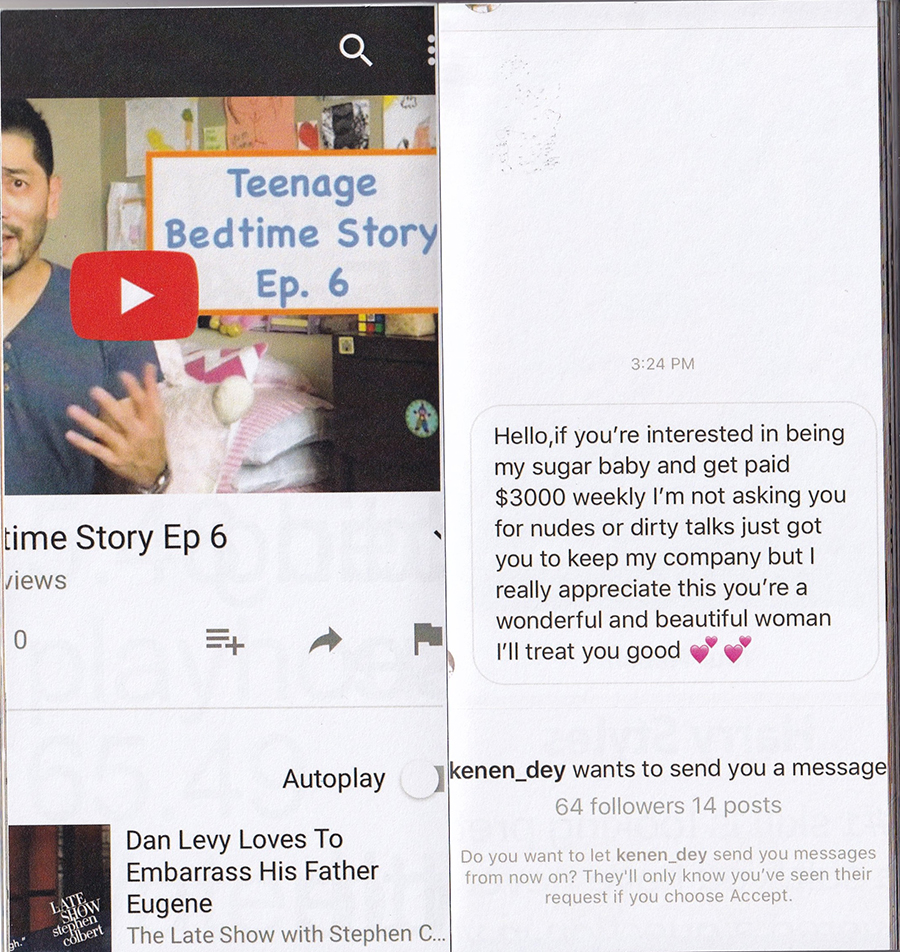 Teenage
Bedtime Story
Ep. 6
time Story Ep 6
views
0
Autoplay
Dan Levy Loves To
Embarrass His Father
Eugene
The Late Show with Stephen C...
LATE
SHOW
stephen
colbert
gh."
3:24 PM
Hello,if you're interested in being
my sugar baby and get paid
$3000 weekly I'm not asking you
for nudes or dirty talks just got
you to keep my company but I
really appreciate this you're a
wonderful and beautiful woman
I'll treat you good 💕 💕
kenen_dey wants to send you a message
64 followers 14 posts
Do you want to let kenen_dey send you messages
from now on? They'll only know you've seen their
request if you choose Accept.